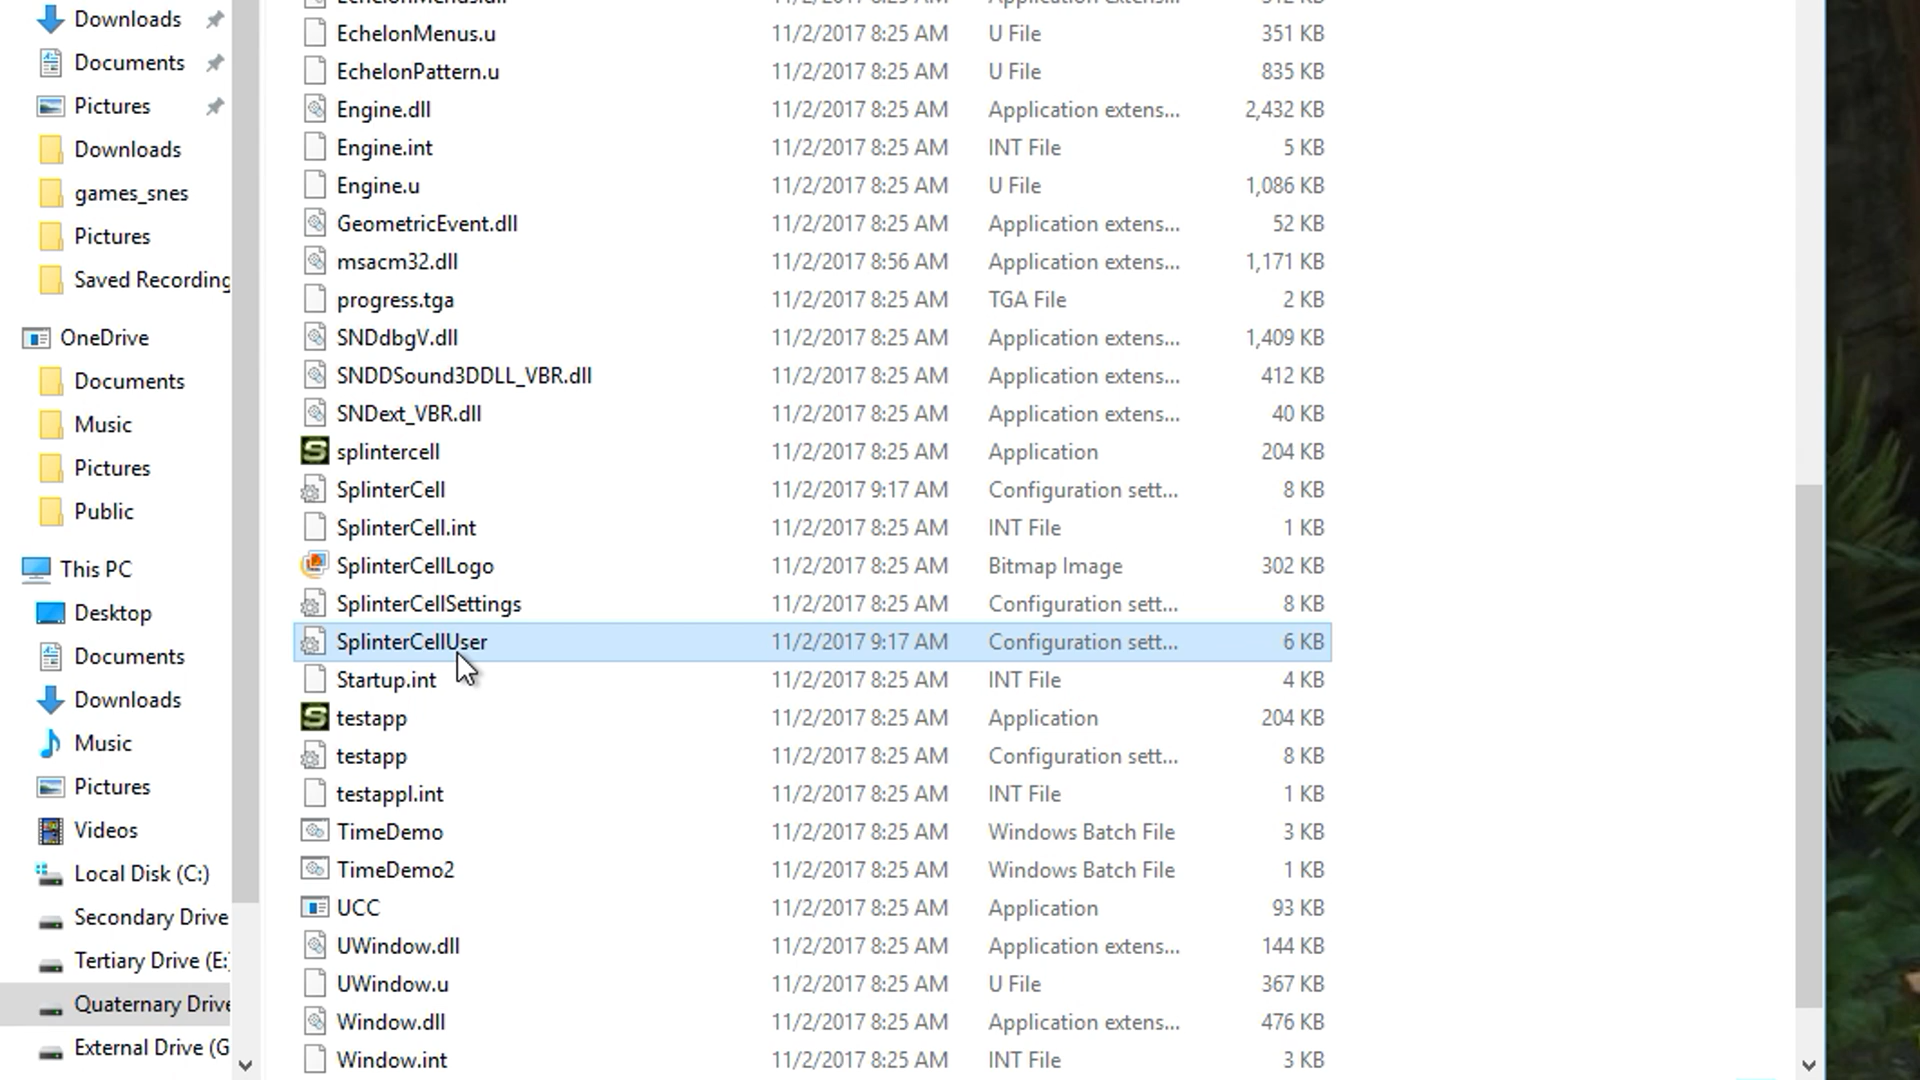 Downloads
Documents
Pictures
Downloads
games_snes
Pictures
Saved Recording
OneDrive
Documents
Music
Pictures
Public
This PC
Desktop
Documents
Downloads
Music
Pictures
Videos
Local Disk (C:)
Secondary Drive
Tertiary Drive (E:
Quaternary Drive
External Drive (G
EchelonMenus.u 11/2/2017 8:25 AM U File 351 KB
EchelonPattern.u 11/2/2017 8:25 AM U File 835 KB
Engine.dll 11/2/2017 8:25 AM Application extens... 2,432 KB
Engine.int 11/2/2017 8:25 AM INT File 5 KB
Engine.u 11/2/2017 8:25 AM U File 1,086 KB
GeometricEvent.dll 11/2/2017 8:25 AM Application extens... 52 KB
msacm32.dll 11/2/2017 8:56 AM Application extens... 1,171 KB
progress.tga 11/2/2017 8:25 AM TGA File 2 KB
SNDdbgV.dll 11/2/2017 8:25 AM Application extens... 1,409 KB
SNDDSound3DDLL_VBR.dll 11/2/2017 8:25 AM Application extens... 412 KB
SNDext_VBR.dll 11/2/2017 8:25 AM Application extens... 40 KB
splintercell 11/2/2017 8:25 AM Application 204 KB
SplinterCell 11/2/2017 9:17 AM Configuration sett... 8 KB
SplinterCell.int 11/2/2017 8:25 AM INT File 1 KB
SplinterCellLogo 11/2/2017 8:25 AM Bitmap Image 302 KB
SplinterCellSettings 11/2/2017 8:25 AM Configuration sett... 8 KB
SplinterCellUser 11/2/2017 9:17 AM Configuration sett... 6 KB
Startup.int 11/2/2017 8:25 AM INT File 4 KB
testapp 11/2/2017 8:25 AM Application 204 KB
testapp 11/2/2017 8:25 AM Configuration sett... 8 KB
testappl.int 11/2/2017 8:25 AM INT File 1 KB
TimeDemo 11/2/2017 8:25 AM Windows Batch File 3 KB
TimeDemo2 11/2/2017 8:25 AM Windows Batch File 1 KB
UCC 11/2/2017 8:25 AM Application 93 KB
UWindow.dll 11/2/2017 8:25 AM Application extens... 144 KB
UWindow.u 11/2/2017 8:25 AM U File 367 KB
Window.dll 11/2/2017 8:25 AM Application extens... 476 KB
Window.int 11/2/2017 8:25 AM INT File 3 KB